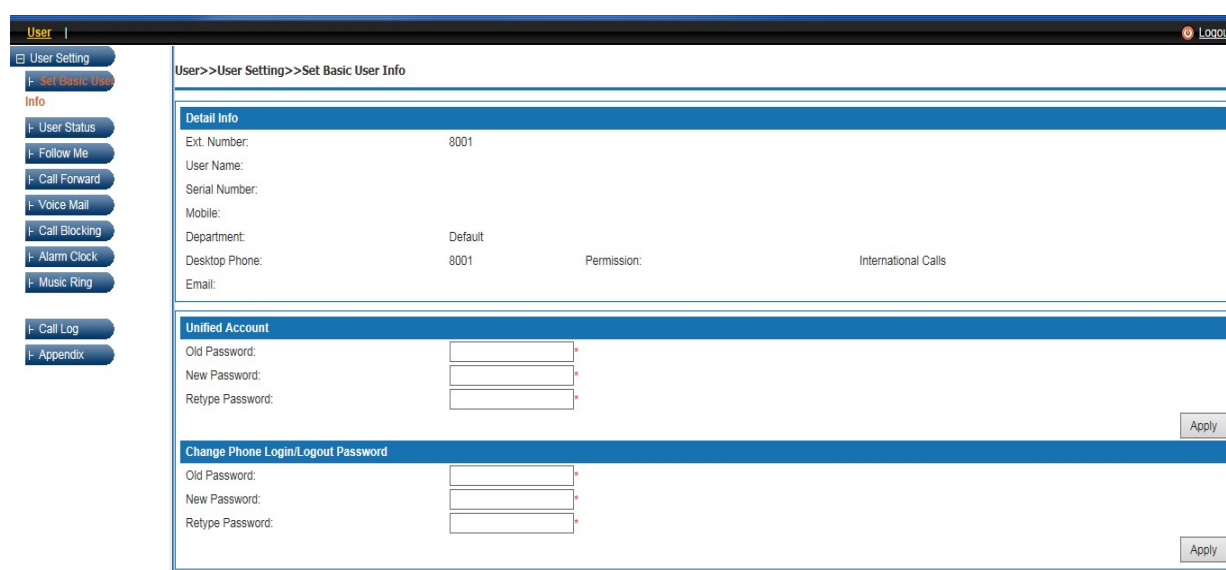 User |
Logou
User Setting
Set Basic User
Info
User Status
Follow Me
Call Forward
Voice Mail
Call Blocking
Alarm Clock
Music Ring
Call Log
Appendix
User>>User Setting>>Set Basic User Info
Detail Info
Ext. Number: 8001
User Name:
Serial Number:
Mobile:
Department: Default
Desktop Phone: 8001 Permission: International Calls
Email:
Unified Account
Old Password: *
New Password: *
Retype Password: *
Apply
Change Phone Login/Logout Password
Old Password: *
New Password: *
Retype Password: *
Apply